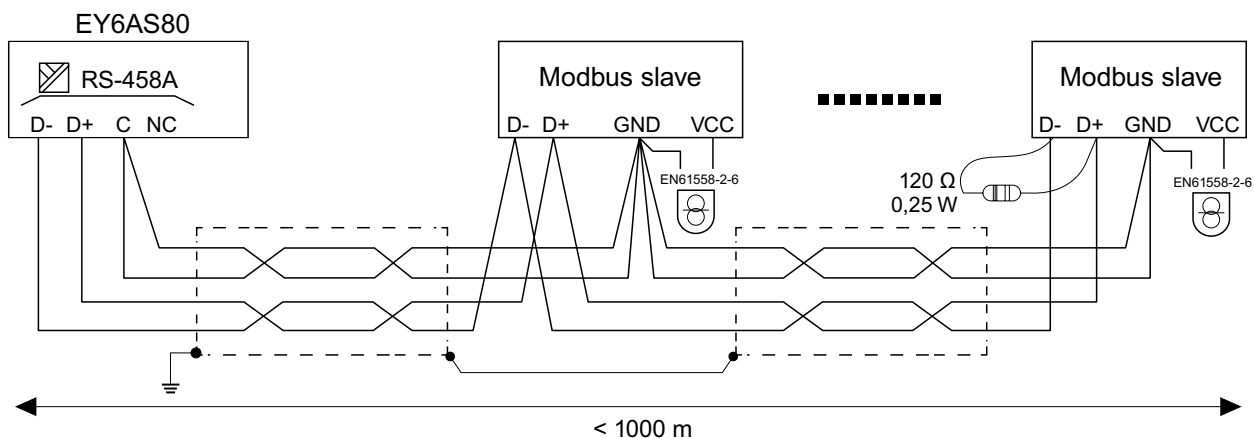 EY6AS80
RS-458A
D- D+ C NC
Modbus slave
D- D+ GND VCC
EN61558-2-6
Modbus slave
D- D+ GND VCC
120 Ω
0,25 W
EN61558-2-6
< 1000 m